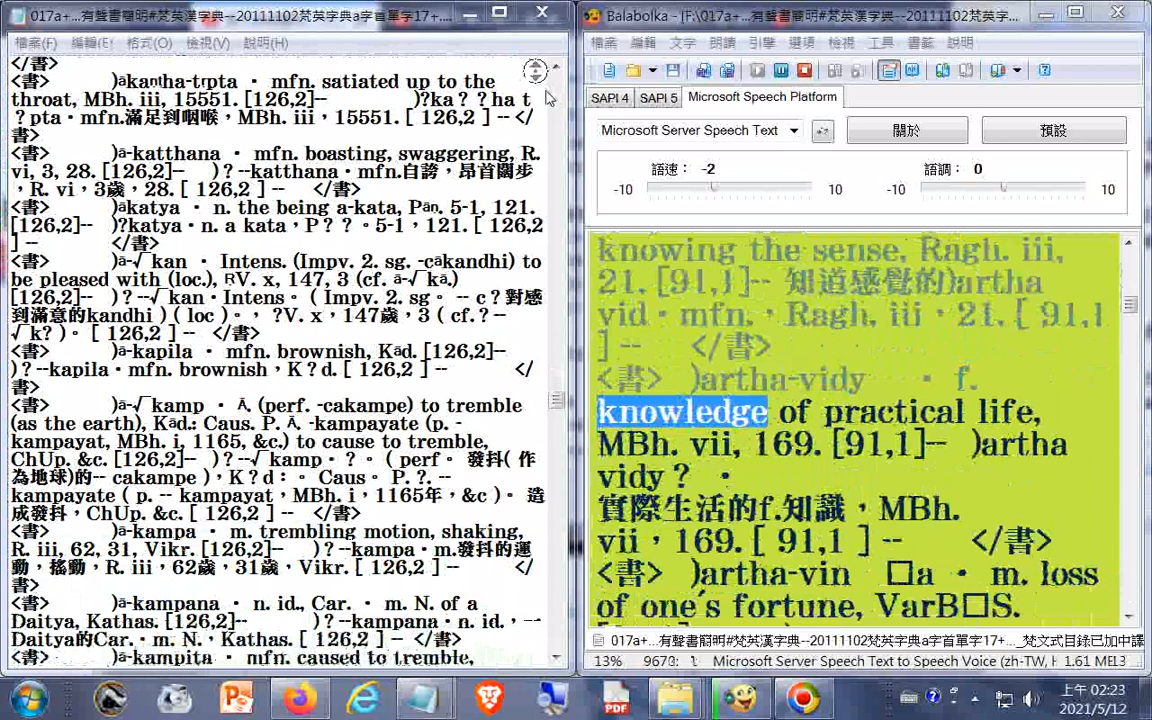 017a+...有聲書簡明#梵英漢字典--20111102梵英字典a字首單字17+...
檔案(F) 編輯(E) 格式(O) 檢視(V) 說明(H)
</書>
<書> )ākaṇṭha-tṛpta · mfn. satiated up to the
throat, MBh. iii, 15551. [126,2]-- )?ka? ?ha t
?pta·mfn.滿足到咽喉，MBh. iii，15551. [ 126,2 ] -- </
書>
<書> )ā-katthana · mfn. boasting, swaggering, R.
vi, 3, 28. [126,2]-- )? --katthana·mfn.自誇，昂首闊步
，R. vi，3歲，28. [ 126,2 ] -- </書>
<書> )ākatya · n. the being a-kata, Pāṇ. 5-1, 121.
[126,2]-- )?katya·n. a kata，P? ?。5-1，121. [ 126,2
] -- </書>
<書> )ā-√kan · Intens. (Impv. 2. sg. -cākandhi) to
be pleased with (loc.), ṚV. x, 147, 3 (cf. ā-√kā.)
[126,2]-- )? --√kan·Intens。( Impv. 2. sg。 -- c?對感
到滿意的kandhi ) ( loc )。，?V. x，147歲，3 ( cf.? --
√k? )。[ 126,2 ] -- </書>
<書> )ā-kapila · mfn. brownish, Kād. [126,2]--
)? --kapila·mfn. brownish，K?d. [ 126,2 ] -- </
書>
<書> )ā-√kamp · Ā. (perf. -cakampe) to tremble
(as the earth), Kād.: Caus. P. Ā. -kampayate (p. -
kampayat, MBh. i, 1165, &c.) to cause to tremble,
ChUp. &c. [126,2]-- )? --√kamp·?。( perf。 發抖( 作
為地球)的-- cakampe )，K?d：。Caus。P. ?. --
kampayate ( p. -- kampayat，MBh. i，1165年，&c )。造
成發抖，ChUp. &c. [ 126,2 ] -- </書>
<書> )ā-kampa · m. trembling motion, shaking,
R. iii, 62, 31, Vikr. [126,2]-- )? --kampa·m.發抖的運
動，搖動，R. iii，62歲，31歲，Vikr. [ 126,2 ] -- </
書>
<書> )ā-kampana · n. id., Car. · m. N. of a
Daitya, Kathas. [126,2]-- )? --kampana·n. id.，--
Daitya的Car.·m. N.，Kathas. [ 126,2 ] -- </書>
<書> )ā-kampita · mfn. caused to tremble,
Balabolka - [F:\017a+...有聲書簡明#梵英漢字典--20111102梵英字...
檔案 編輯 文字 朗讀 引擎 選項 檢視 工具 書籤 說明
SAPI 4 SAPI 5 Microsoft Speech Platform
Microsoft Server Speech Text 關於 預設
語速： -2 語調： 0
-10 10 -10 10
knowing the sense, Ragh. iii,
21. [91,1]-- 知道感覺的)artha
vid·mfn.，Ragh. iii，21. [ 91,1
] -- </書>
<書> )artha-vidy · f.
knowledge of practical life,
MBh. vii, 169. [91,1]-- )artha
vidy？ ·
實際生活的f.知識，MBh.
vii，169. [ 91,1 ] -- </書>
<書> )artha-vin □a · m. loss
of one's fortune, VarB□S.
017a+...有聲書簡明#梵英漢字典--20111102梵英字典a字首單字17+..._梵文式目錄已加中譯
13% 9673: Microsoft Server Speech Text to Speech Voice (zh-TW, H 1.61 МЕГ
上午 02:23
2021/5/12